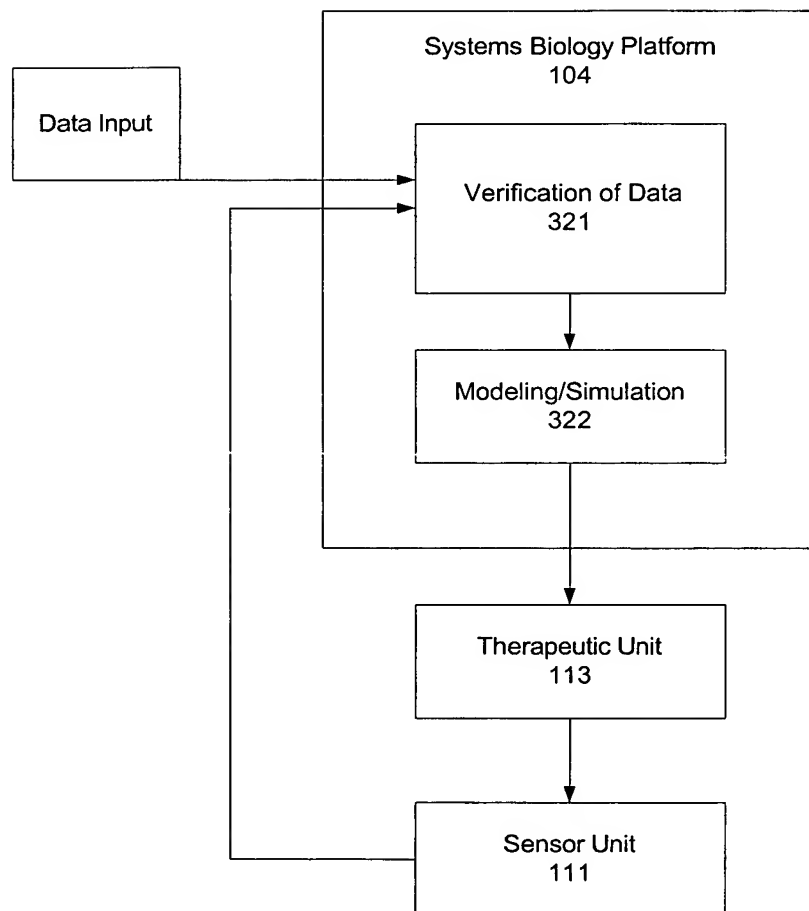 Systems Biology Platform
104
Data Input
Verification of Data
321
Modeling/Simulation
322
Therapeutic Unit
113
Sensor Unit
111